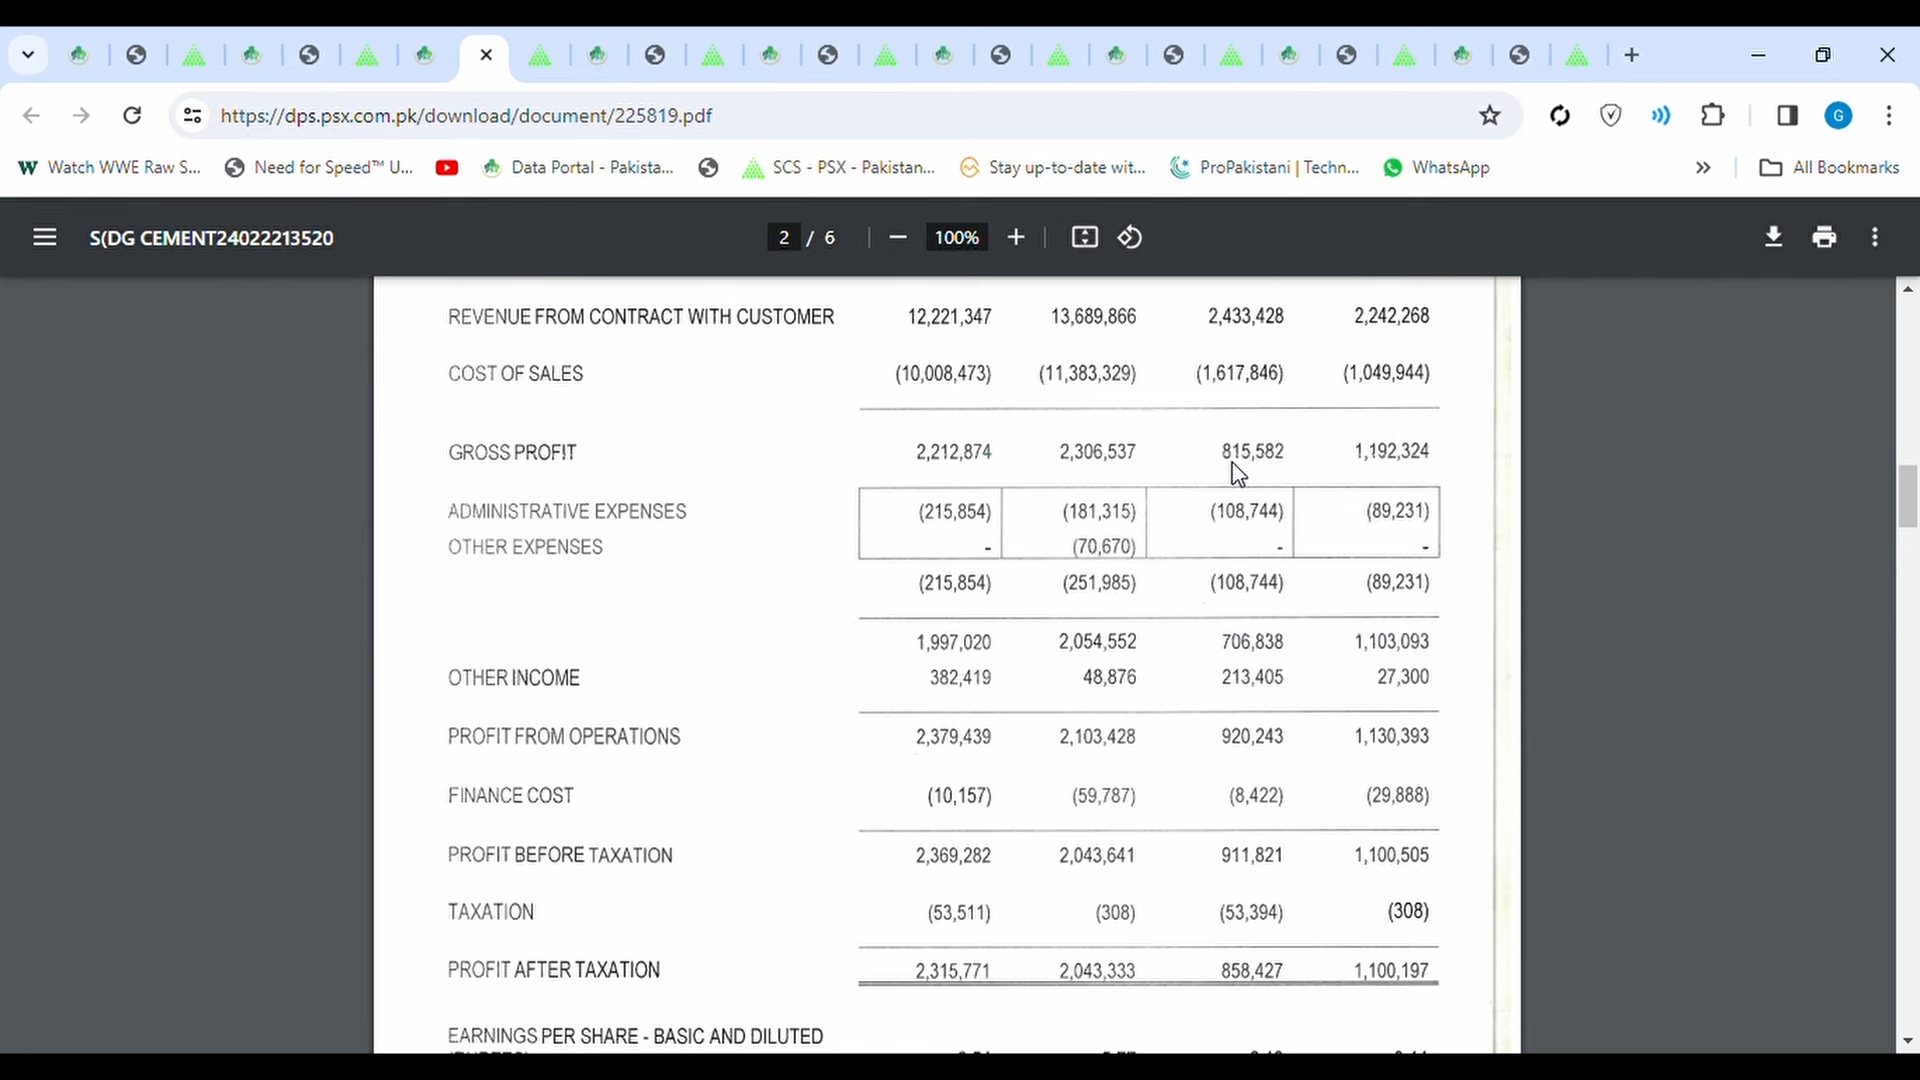 https://dps.psx.com.pk/download/document/225819.pdf
G
W Watch WWE Raw S... Need for Speed™ U... Data Portal - Pakista... SCS - PSX - Pakistan... Stay up-to-date wit... ProPakistani | Techn... WhatsApp » All Bookmarks
S(DG CEMENT24022213520 2 / 6 100%
REVENUE FROM CONTRACT WITH CUSTOMER 12,221,347 13,689,866 2,433,428 2,242,268
COST OF SALES (10,008,473) (11,383,329) (1,617,846) (1,049,944)
GROSS PROFIT 2,212,874 2,306,537 815,582 1,192,324
ADMINISTRATIVE EXPENSES (215,854) (181,315) (108,744) (89,231)
OTHER EXPENSES - (70,670) - -
(215,854) (251,985) (108,744) (89,231)
1,997,020 2,054,552 706,838 1,103,093
OTHER INCOME 382,419 48,876 213,405 27,300
PROFIT FROM OPERATIONS 2,379,439 2,103,428 920,243 1,130,393
FINANCE COST (10,157) (59,787) (8,422) (29,888)
PROFIT BEFORE TAXATION 2,369,282 2,043,641 911,821 1,100,505
TAXATION (53,511) (308) (53,394) (308)
PROFIT AFTER TAXATION 2,315,771 2,043,333 858,427 1,100,197
EARNINGS PER SHARE - BASIC AND DILUTED